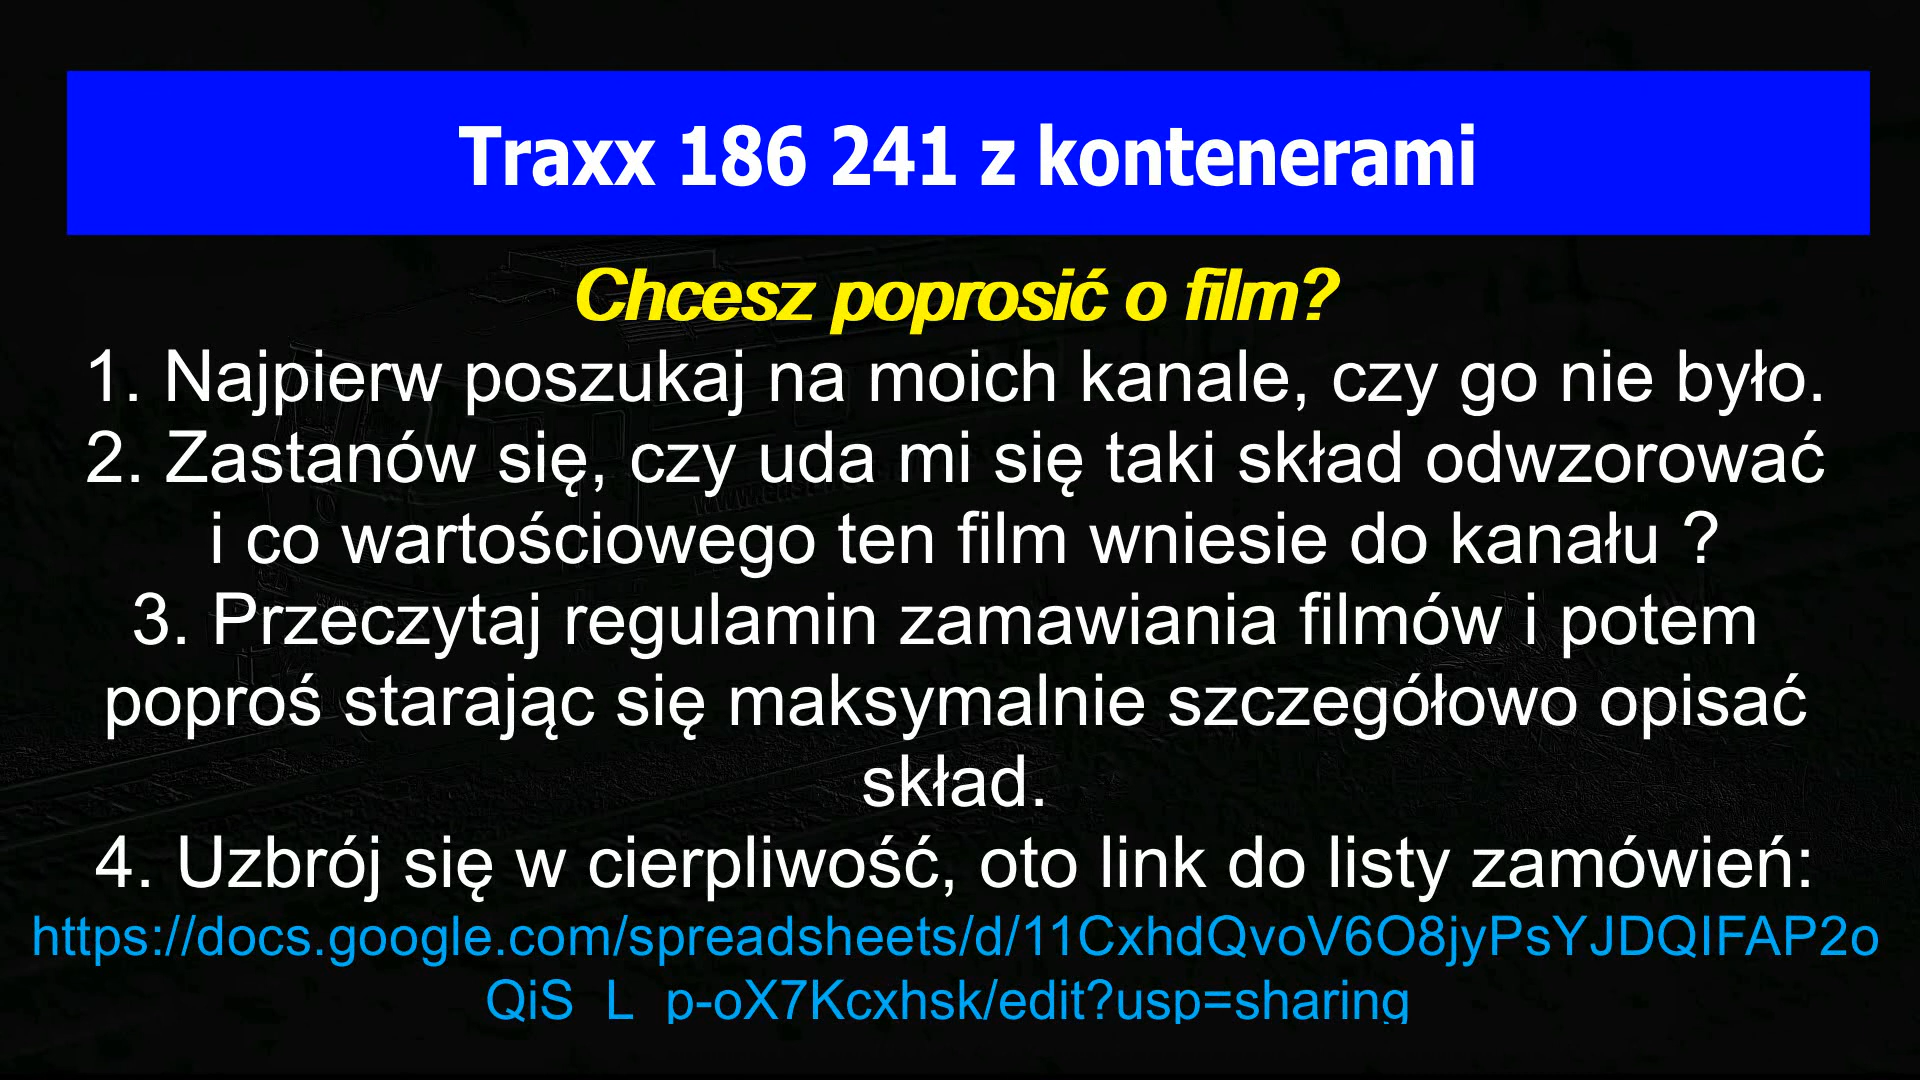 Traxx 186 241 z kontenerami
Chcesz poprosić o film?
1. Najpierw poszukaj na moich kanale, czy go nie było.
2. Zastanów się, czy uda mi się taki skład odwzorować
i co wartościowego ten film wniesie do kanału ?
3. Przeczytaj regulamin zamawiania filmów i potem
poproś starając się maksymalnie szczegółowo opisać
skład.
4. Uzbrój się w cierpliwość, oto link do listy zamówień:
https://docs.google.com/spreadsheets/d/11CxhdQvoV6O8jyPsYJDQIFAP2o
QiS_L_p-oX7Kcxhsk/edit?usp=sharing